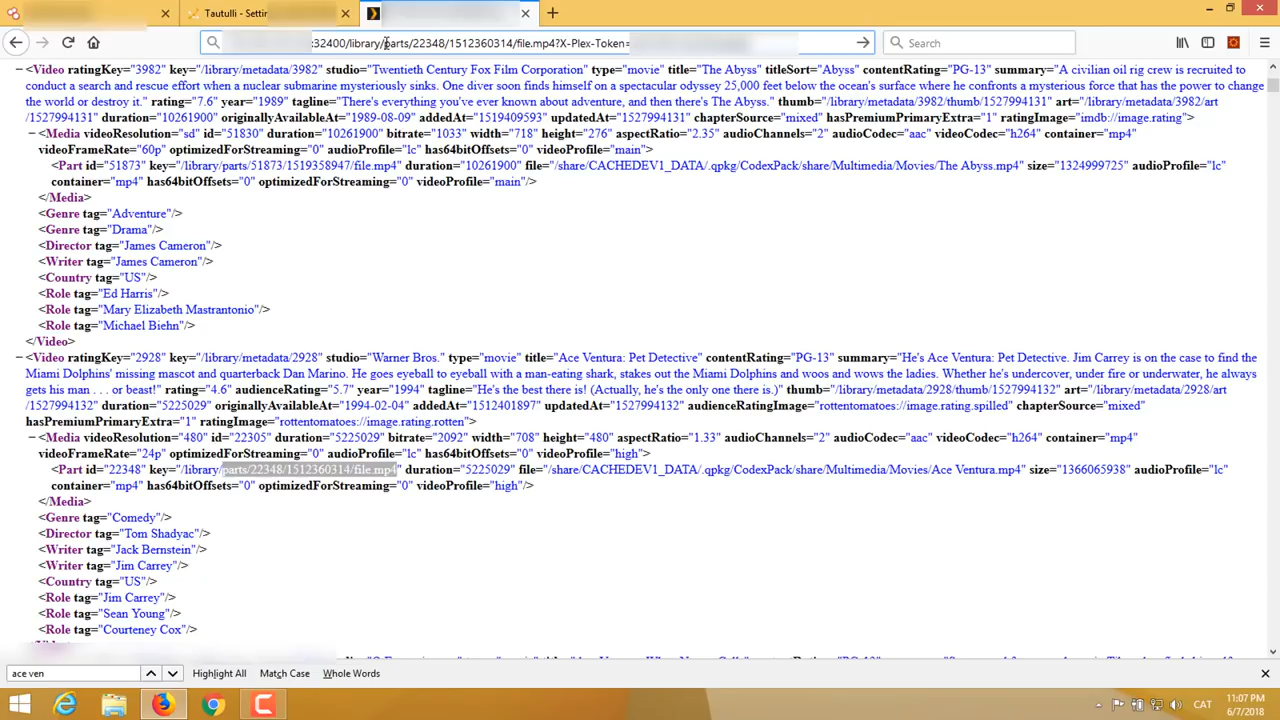 Tautulli - Settin
:32400/library/parts/22348/1512360314/file.mp4?X-Plex-Token=
Search
<Video ratingKey="3982" key="/library/metadata/3982" studio="Twentieth Century Fox Film Corporation" type="movie" title="The Abyss" titleSort="Abyss" contentRating="PG-13" summary="A civilian oil rig crew is recruited to
conduct a search and rescue effort when a nuclear submarine mysteriously sinks. One diver soon finds himself on a spectacular odyssey 25,000 feet below the ocean's surface where he confronts a mysterious force that has the power to change
the world or destroy it." rating="7.6" year="1989" tagline="There's everything you've ever known about adventure, and then there's The Abyss." thumb="/library/metadata/3982/thumb/1527994131" art="/library/metadata/3982/art
/1527994131" duration="10261900" originallyAvailableAt="1989-08-09" addedAt="1519409593" updatedAt="1527994131" chapterSource="mixed" hasPremiumPrimaryExtra="1" ratingImage="imdb://image.rating">
<Media videoResolution="sd" id="51830" duration="10261900" bitrate="1033" width="718" height="276" aspectRatio="2.35" audioChannels="2" audioCodec="aac" videoCodec="h264" container="mp4"
videoFrameRate="60p" optimizedForStreaming="0" audioProfile="lc" has64bitOffsets="0" videoProfile="main">
<Part id="51873" key="/library/parts/51873/1519358947/file.mp4" duration="10261900" file="/share/CACHEDEV1_DATA/.qpkg/CodexPack/share/Multimedia/Movies/The Abyss.mp4" size="1324999725" audioProfile="lc"
container="mp4" has64bitOffsets="0" optimizedForStreaming="0" videoProfile="main"/>
</Media>
<Genre tag="Adventure"/>
<Genre tag="Drama"/>
<Director tag="James Cameron"/>
<Writer tag="James Cameron"/>
<Country tag="US"/>
<Role tag="Ed Harris"/>
<Role tag="Mary Elizabeth Mastrantonio"/>
<Role tag="Michael Biehn"/>
</Video>
<Video ratingKey="2928" key="/library/metadata/2928" studio="Warner Bros." type="movie" title="Ace Ventura: Pet Detective" contentRating="PG-13" summary="He's Ace Ventura: Pet Detective. Jim Carrey is on the case to find the
Miami Dolphins' missing mascot and quarterback Dan Marino. He goes eyeball to eyeball with a man-eating shark, stakes out the Miami Dolphins and woos and wows the ladies. Whether he's undercover, under fire or underwater, he always
gets his man . . . or beast!" rating="4.6" audienceRating="5.7" year="1994" tagline="He's the best there is! (Actually, he's the only one there is.)" thumb="/library/metadata/2928/thumb/1527994132" art="/library/metadata/2928/art
/1527994132" duration="5225029" originallyAvailableAt="1994-02-04" addedAt="1512401897" updatedAt="1527994132" audienceRatingImage="rottentomatoes://image.rating.spilled" chapterSource="mixed"
hasPremiumPrimaryExtra="1" ratingImage="rottentomatoes://image.rating.rotten">
<Media videoResolution="480" id="22305" duration="5225029" bitrate="2092" width="708" height="480" aspectRatio="1.33" audioChannels="2" audioCodec="aac" videoCodec="h264" container="mp4"
videoFrameRate="24p" optimizedForStreaming="0" audioProfile="lc" has64bitOffsets="0" videoProfile="high">
<Part id="22348" key="/library/parts/22348/1512360314/file.mp4" duration="5225029" file="/share/CACHEDEV1_DATA/.qpkg/CodexPack/share/Multimedia/Movies/Ace Ventura.mp4" size="1366065938" audioProfile="lc"
container="mp4" has64bitOffsets="0" optimizedForStreaming="0" videoProfile="high"/>
</Media>
<Genre tag="Comedy"/>
<Director tag="Tom Shadyac"/>
<Writer tag="Jack Bernstein"/>
<Writer tag="Jim Carrey"/>
<Country tag="US"/>
<Role tag="Jim Carrey"/>
<Role tag="Sean Young"/>
<Role tag="Courteney Cox"/>
ace ven
Highlight All
Match Case
Whole Words
CAT
11:07 PM
6/7/2018